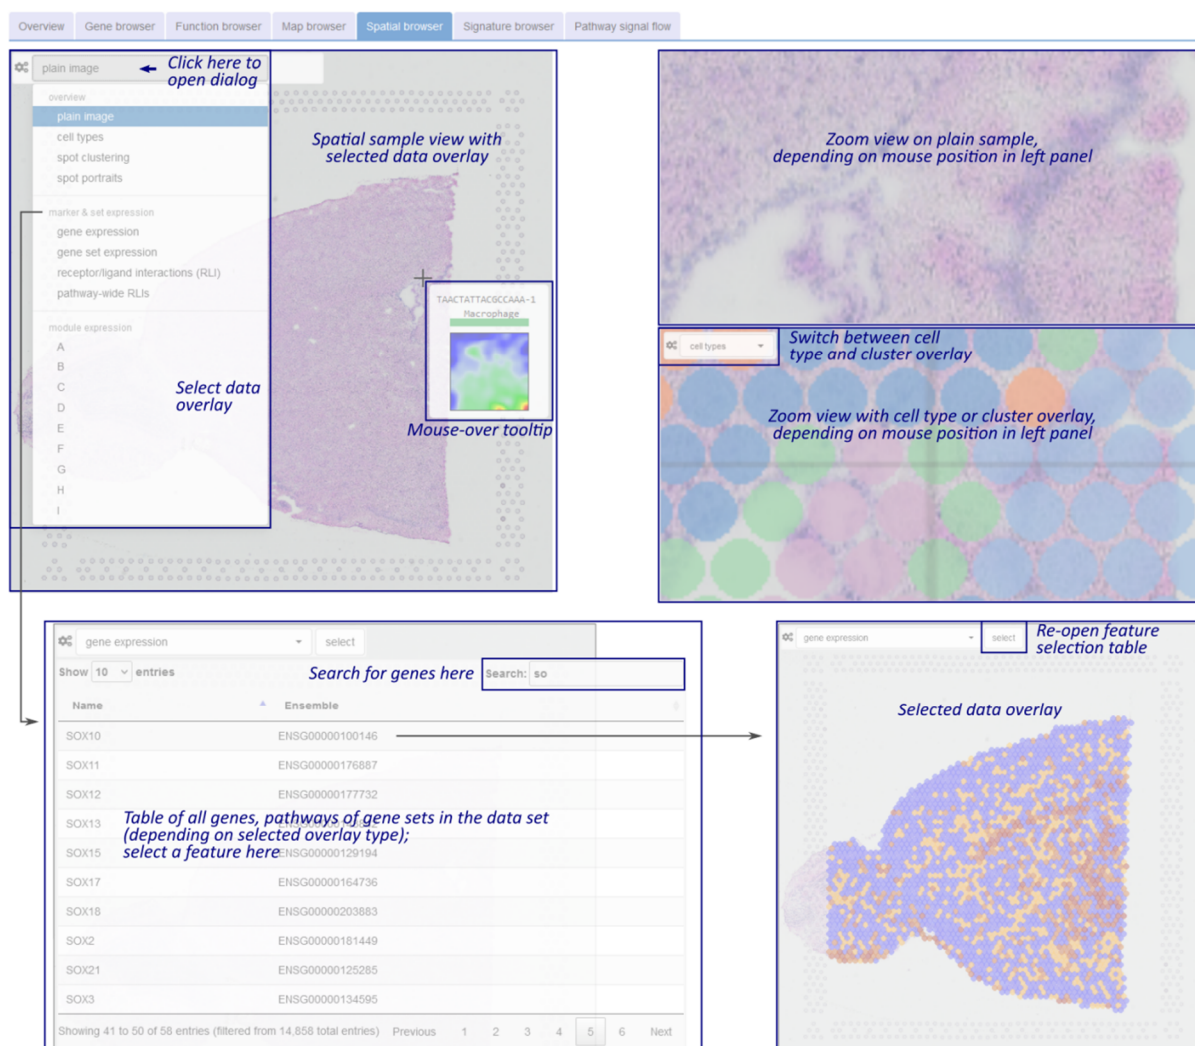 Overview Gene browser Function browser Map browser Spatial browser Signature browser Pathway signal flow
plain image
Click here to
open dialog
overview
plain image
cell types
spot clustering
spot portraits
marker & set expression
gene expression
gene set expression
receptor/ligand interactions (RLI)
pathway-wide RLIs
module expression
A
B
C
D
E
F
G
H
I
Select data
overlay
Spatial sample view with
selected data overlay
TAACTATTACGCCAAA-1
Macrophage
Mouse-over tooltip
Zoom view on plain sample,
depending on mouse position in left panel
cell types
Switch between cell
type and cluster overlay
Zoom view with cell type or cluster overlay,
depending on mouse position in left panel
gene expression select
Show 10 entries
Search for genes here
Search: so
Name Ensemble
SOX10 ENSG00000100146
SOX11 ENSG00000176887
SOX12 ENSG00000177732
SOX13
Table of all genes, pathways of gene sets in the data set
(depending on selected overlay type);
select a feature here
SOX15 ENSG00000129194
SOX17 ENSG00000164736
SOX18 ENSG00000203883
SOX2 ENSG00000181449
SOX21 ENSG00000125285
SOX3 ENSG00000134595
Showing 41 to 50 of 58 entries (filtered from 14,858 total entries) Previous 1 2 3 4 5 6 Next
gene expression select
Re-open feature
selection table
Selected data overlay